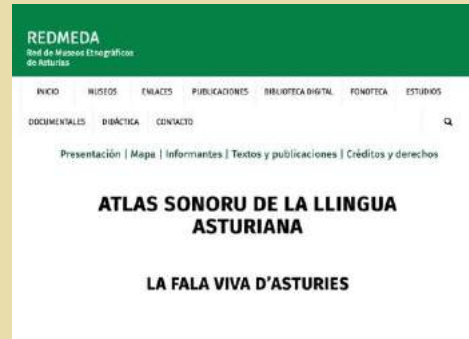 REDMEDA
Red de Museos Etnográficos
de Asturias
INICIO MUSEOS ENLACES PUBLICACIONES BIBLIOTECA DIGITAL FONOTECA ESTUDIOS
DOCUMENTALES DIDÁCTICA CONTACTO
Presentación | Mapa | Informantes | Textos y publicaciones | Créditos y derechos
ATLAS SONORU DE LA LLINGUA
ASTURIANA
LA FALA VIVA D'ASTURIES